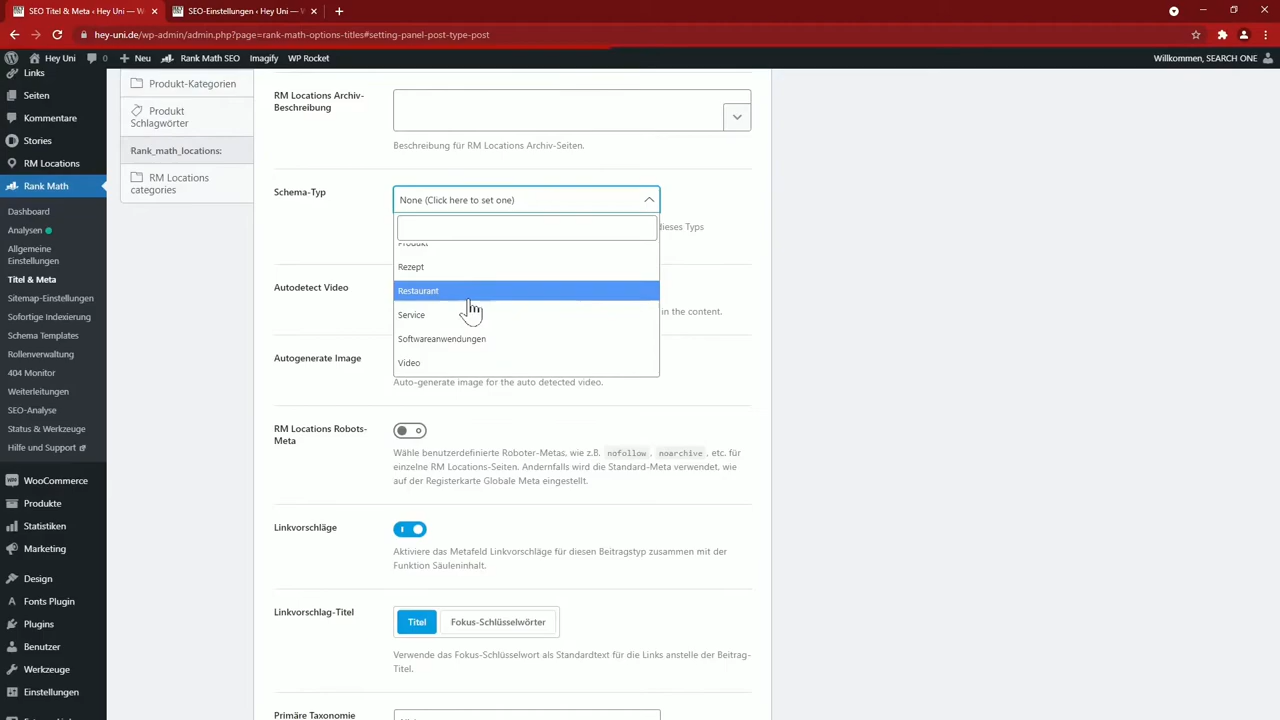 SEO Titel & Meta ‹ Hey Uni — W
SEO-Einstellungen ‹ Hey Uni — W
hey-uni.de/wp-admin/admin.php?page=rank-math-options-titles#setting-panel-post-type-post
Hey Uni
0
Neu
Rank Math SEO
Imagify
WP Rocket
Willkommen, SEARCH ONE
Links
Seiten
Kommentare
Stories
RM Locations
Rank Math
Dashboard
Analysen
Allgemeine
Einstellungen
Titel & Meta
Sitemap-Einstellungen
Sofortige Indexierung
Schema Templates
Rollenverwaltung
404 Monitor
Weiterleitungen
SEO-Analyse
Status & Werkzeuge
Hilfe und Support
WooCommerce
Produkte
Statistiken
Marketing
Design
Fonts Plugin
Plugins
Benutzer
Werkzeuge
Einstellungen
Produkt-Kategorien
Produkt
Schlagwörter
Rank_math_locations:
RM Locations
categories
RM Locations Archiv-
Beschreibung
Beschreibung für RM Locations Archiv-Seiten.
Schema-Typ
None (Click here to set one)
dieses Typs
Produkt
Rezept
Restaurant
Service
Softwareanwendungen
Video
Autodetect Video
in the content.
Autogenerate Image
Auto-generate image for the auto detected video.
RM Locations Robots-
Meta
Wähle benutzerdefinierte Roboter-Metas, wie z.B. nofollow, noarchive, etc. für
einzelne RM Locations-Seiten. Andernfalls wird die Standard-Meta verwendet, wie
auf der Registerkarte Globale Meta eingestellt.
Linkvorschläge
Aktiviere das Metafeld Linkvorschläge für diesen Beitragstyp zusammen mit der
Funktion Säuleninhalt.
Linkvorschlag-Titel
Titel
Fokus-Schlüsselwörter
Verwende das Fokus-Schlüsselwort als Standardtext für die Links anstelle der Beitrag-
Titel.
Primäre Taxonomie